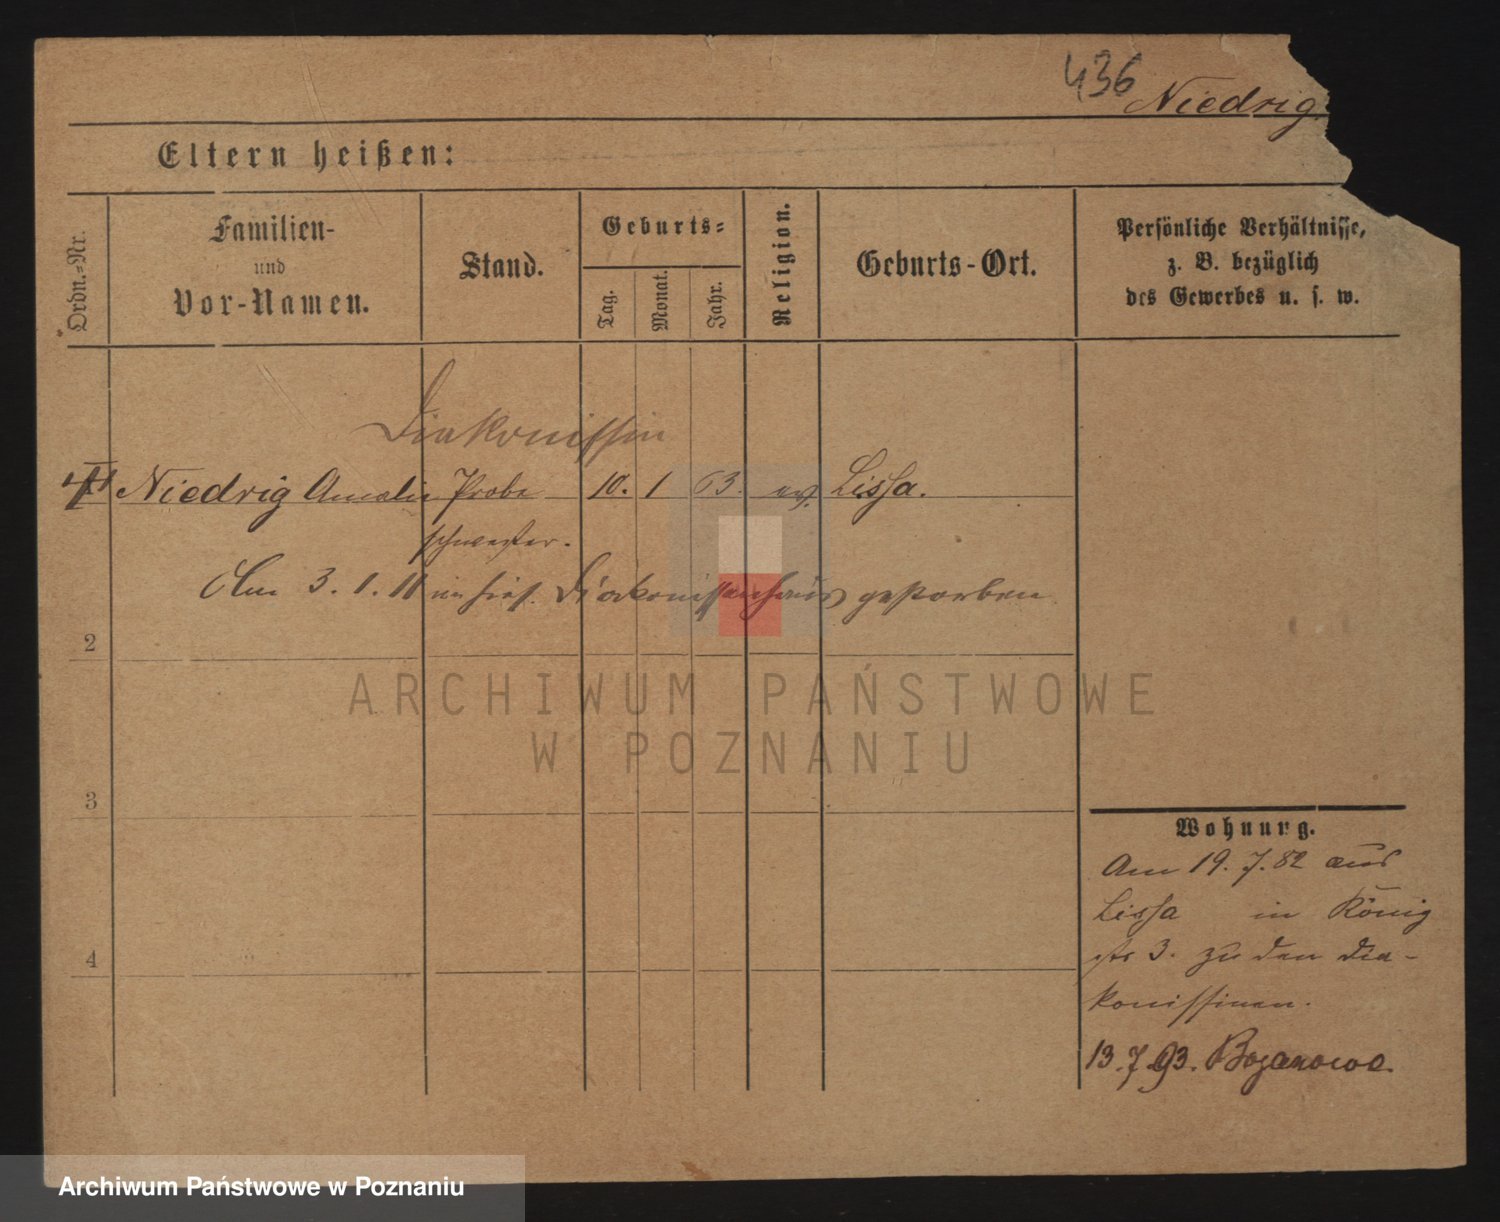 436 Niedrig
Eltern heißen:
Ordn.=Nr.
Familien-
und
Vor-Namen.
Stand.
Geburts=
Tag.
Monat.
Jahr.
Religion.
Geburts-Ort.
Persönliche Verhältnisse,
z. B. bezüglich
des Gewerbes u. s. w.
Diakonissin
Niedrig Amalie Probe 10. 1 63. ev. Lissa.
schwester.
Am 3. 1. 11 im hies. Diakonissenhaus gestorben
2
3
4
ARCHIWUM PAŃSTWOWE
W POZNANIU
Wohnung.
Am 19. 7. 82 aus
Lissa in König
str 3. zu den Dia-
konissinnen.
13.7.93.
Archiwum Państwowe w Poznaniu